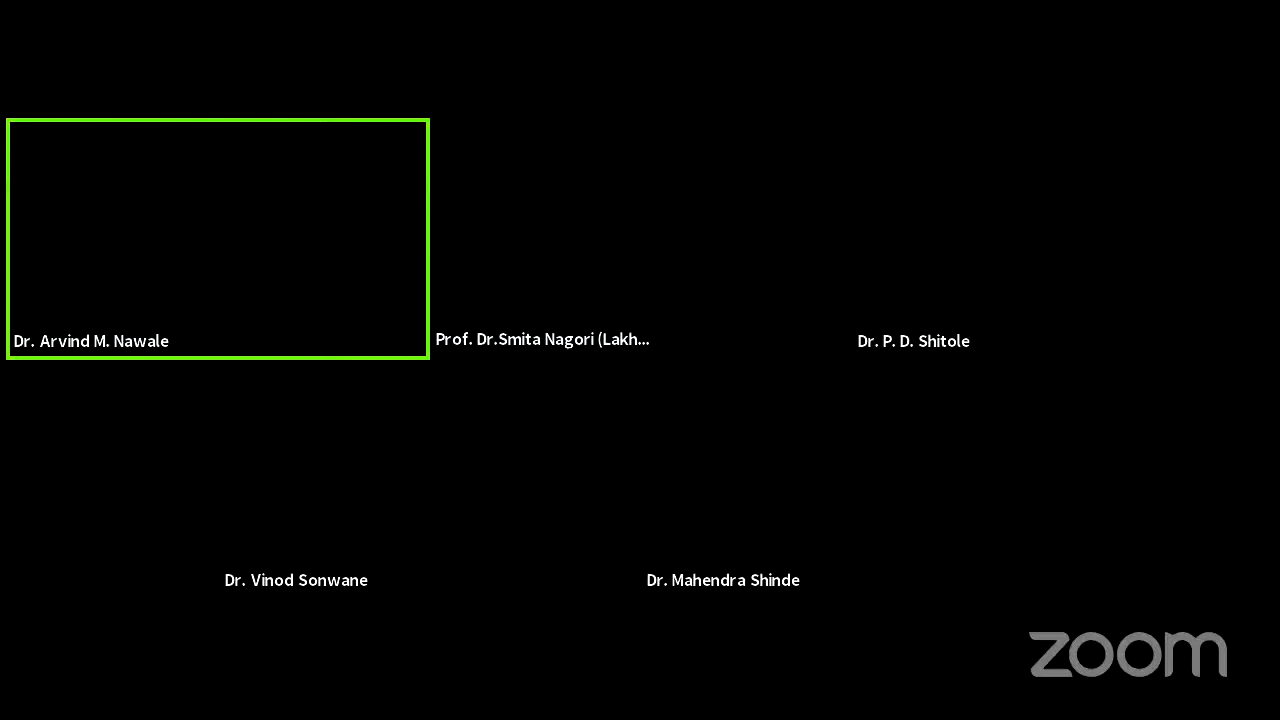 Dr. Arvind M. Nawale
Prof. Dr.Smita Nagori (Lakh...
Dr. P. D. Shitole
Dr. Vinod Sonwane
Dr. Mahendra Shinde
zoom